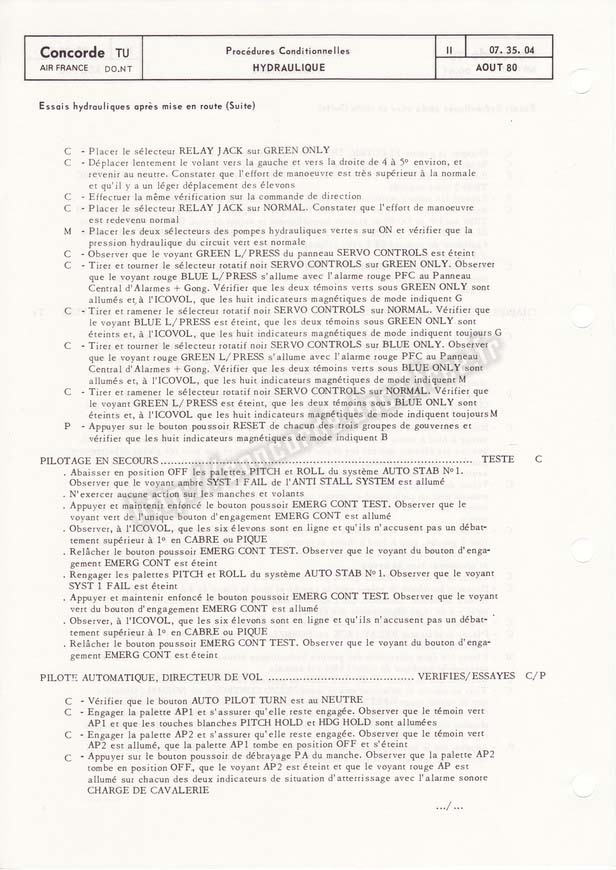 Concorde TU
AIR FRANCE DO.NT
Procédures Conditionnelles
HYDRAULIQUE
II
07. 35. 04
AOUT 80
Essais hydrauliques après mise en route (Suite)
C - Placer le sélecteur RELAY JACK sur GREEN ONLY
C - Déplacer lentement le volant vers la gauche et vers la droite de 4 à 5° environ, et
revenir au neutre. Constater que l'effort de manoeuvre est très supérieur à la normale
et qu'il y a un léger déplacement des élevons
C - Effectuer la même vérification sur la commande de direction
C - Placer le sélecteur RELAY JACK sur NORMAL. Constater que l'effort de manoeuvre
est redevenu normal
M - Placer les deux sélecteurs des pompes hydrauliques vertes sur ON et vérifier que la
pression hydraulique du circuit vert est normale
C - Observer que le voyant GREEN L/PRESS du panneau SERVO CONTROLS est éteint
C - Tirer et tourner le sélecteur rotatif noir SERVO CONTROLS sur GREEN ONLY. Observer
que le voyant rouge BLUE L/PRESS s'allume avec l'alarme rouge PFC au Panneau
Central d'Alarmes + Gong. Vérifier que les deux témoins verts sous GREEN ONLY sont
allumés et, à l'ICOVOL, que les huit indicateurs magnétiques de mode indiquent G
C - Tirer et ramener le sélecteur rotatif noir SERVO CONTROLS sur NORMAL. Vérifier que
le voyant BLUE L/PRESS est éteint, que les deux témoins sous GREEN ONLY sont
éteints et, à l'ICOVOL, que les huit indicateurs magnétiques de mode indiquent toujours G
C - Tirer et tourner le sélecteur rotatif noir SERVO CONTROLS sur BLUE ONLY. Observer
que le voyant rouge GREEN L/PRESS s'allume avec l'alarme rouge PFC au Panneau
Central d'Alarmes + Gong. Vérifier que les deux témoins verts sous BLUE ONLY sont
allumés et, à l'ICOVOL, que les huit indicateurs magnétiques de mode indiquent M
C - Tirer et ramener le sélecteur rotatif noir SERVO CONTROLS sur NORMAL. Vérifier que
le voyant GREEN L/PRESS est éteint, que les deux témoins sous BLUE ONLY sont
éteints et, à l'ICOVOL que les huit indicateurs magnétiques de mode indiquent toujours M
P - Appuyer sur le bouton poussoir RESET de chacun des trois groupes de gouvernes et
vérifier que les huit indicateurs magnétiques de mode indiquent B
PILOTAGE EN SECOURS........................................ TESTE C
. Abaisser en position OFF les palettes PITCH et ROLL du système AUTO STAB N°1.
Observer que le voyant ambre SYST 1 FAIL de l'ANTI STALL SYSTEM est allumé
. N'exercer aucune action sur les manches et volants
. Appuyer et maintenir enfoncé le bouton poussoir EMERG CONT TEST. Observer que le
voyant vert de l'unique bouton d'engagement EMERG CONT est allumé
. Observer, à l'ICOVOL, que les six élevons sont en ligne et qu'ils n'accusent pas un débat-
tement supérieur à 1° en CABRE ou PIQUE
. Relâcher le bouton poussoir EMERG CONT TEST. Observer que le voyant du bouton d'enga-
gement EMERG CONT est éteint
. Rengager les palettes PITCH et ROLL du système AUTO STAB N°1. Observer que le voyant
SYST 1 FAIL est éteint
. Appuyer et maintenir enfoncé le bouton poussoir EMERG CONT TEST. Observer que le voyant
vert du bouton d'engagement EMERG CONT est allumé
. Observer, à l'ICOVOL, que les six élevons sont en ligne et qu'ils n'accusent pas un débat-
tement supérieur à 1° en CABRE ou PIQUE
. Relâcher le bouton poussoir EMERG CONT TEST. Observer que le voyant du bouton d'enga-
gement EMERG CONT est éteint
PILOTE AUTOMATIQUE, DIRECTEUR DE VOL .............................. VERIFIES/ESSAYES C/P
C - Vérifier que le bouton AUTO PILOT TURN est au NEUTRE
C - Engager la palette AP1 et s'assurer qu'elle reste engagée. Observer que le témoin vert
AP1 et que les touches blanches PITCH HOLD et HDG HOLD sont allumées
C - Engager la palette AP2 et s'assurer qu'elle reste engagée. Observer que le témoin vert
AP2 est allumé, que la palette AP1 tombe en position OFF et s'éteint
C - Appuyer sur le bouton poussoir de débrayage PA du manche. Observer que la palette AP2
tombe en position OFF, que le voyant AP2 est éteint et que le voyant rouge AP est
allumé sur chacun des deux indicateurs de situation d'atterrissage avec l'alarme sonore
CHARGE DE CAVALERIE
.../...